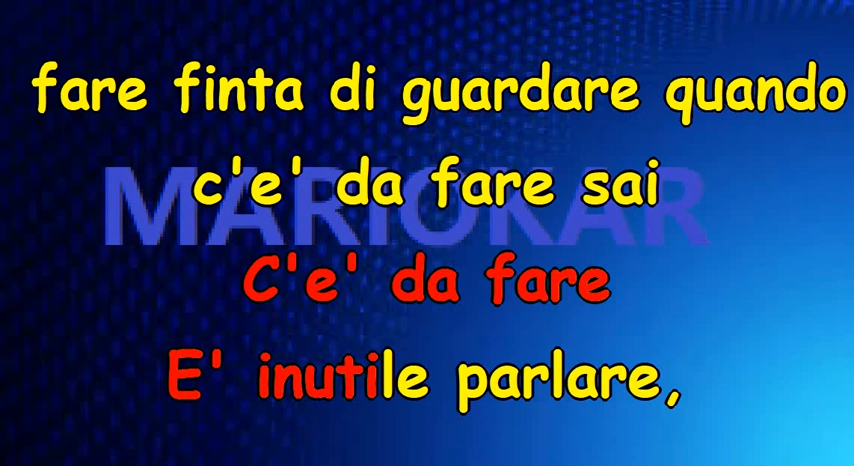 fare finta di guardare quando
c'e' da fare sai
MARIOKAR
C'e' da fare
E' inutile parlare,